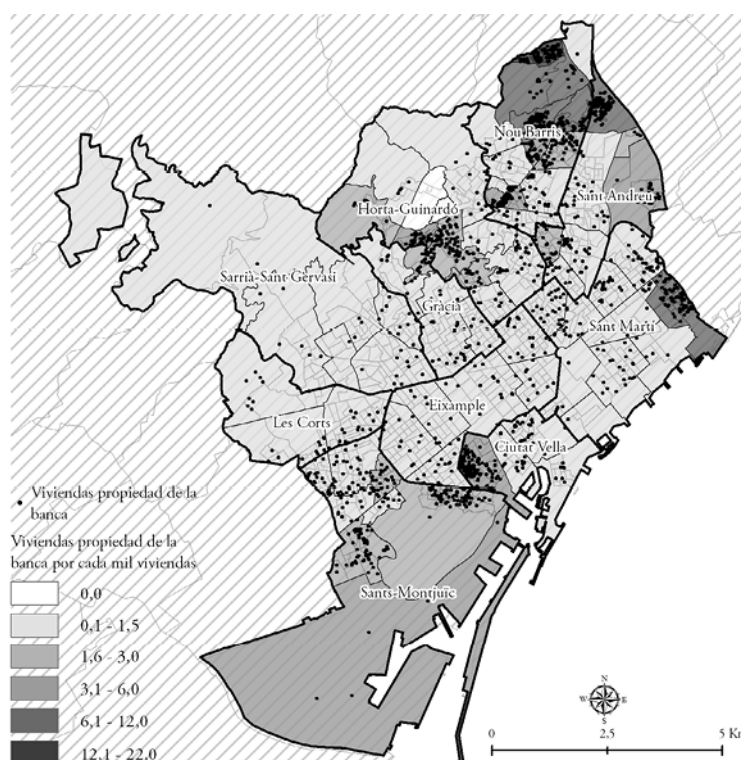 Nou Barris
Sant Andreu
Horta-Guinardó
Sarrià-Sant Gervasi
Gràcia
Sant Martí
Eixample
Les Corts
Ciutat Vella
Sants-Montjuïc
Viviendas propiedad de la
banca
Viviendas propiedad de la
banca por cada mil viviendas
0,0
0,1 - 1,5
1,6 - 3,0
3,1 - 6,0
6,1 - 12,0
12,1 - 22,0
N
W E
S
0 2,5 5 Km